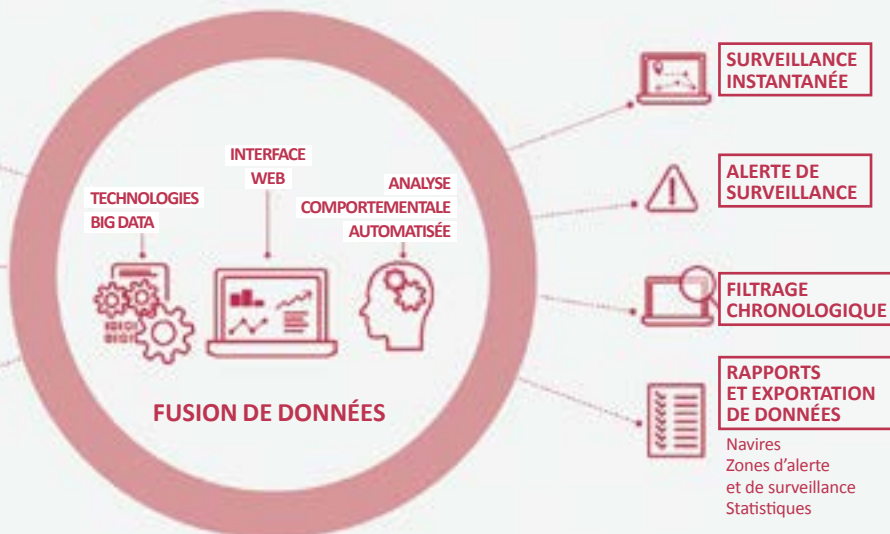 INTERFACE
WEB
TECHNOLOGIES
BIG DATA
ANALYSE
COMPORTEMENTALE
AUTOMATISÉE
FUSION DE DONNÉES
SURVEILLANCE
INSTANTANÉE
ALERTE DE
SURVEILLANCE
FILTRAGE
CHRONOLOGIQUE
RAPPORTS
ET EXPORTATION
DE DONNÉES
Navires
Zones d’alerte
et de surveillance
Statistiques